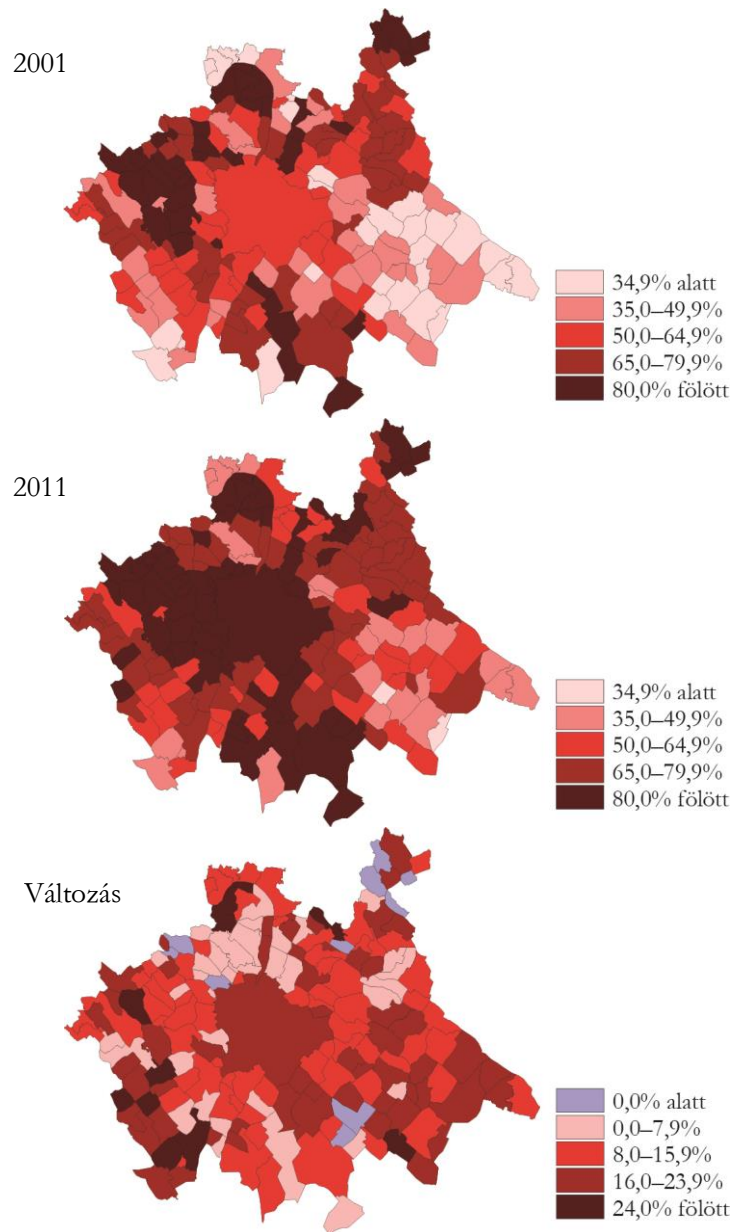 2001
34,9% alatt
35,0–49,9%
50,0–64,9%
65,0–79,9%
80,0% fölött
2011
34,9% alatt
35,0–49,9%
50,0–64,9%
65,0–79,9%
80,0% fölött
Változás
0,0% alatt
0,0–7,9%
8,0–15,9%
16,0–23,9%
24,0% fölött